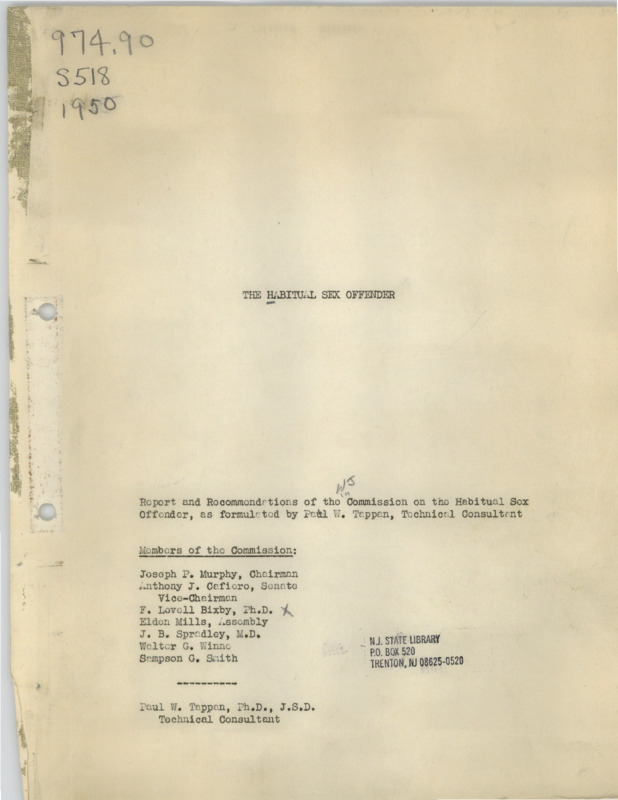 974.90
S518
1950
THE HABITUAL SEX OFFENDER
NJ
Report and Recommendations of the Commission on the Habitual Sex
Offender, as formulated by Paul W. Tappan, Technical Consultant
Members of the Commission:
Joseph P. Murphy, Chairman
Anthony J. Cafiero, Senate
Vice-Chairman
F. Lovell Bixby, Ph.D. X
Eldon Mills, Assembly
J. B. Spradley, M.D.
Walter G. Winne
Sampson G. Smith
N.J. STATE LIBRARY
P.O. BOX 520
TRENTON, NJ 08625-0520
----------
Paul W. Tappan, Ph.D., J.S.D.
Technical Consultant